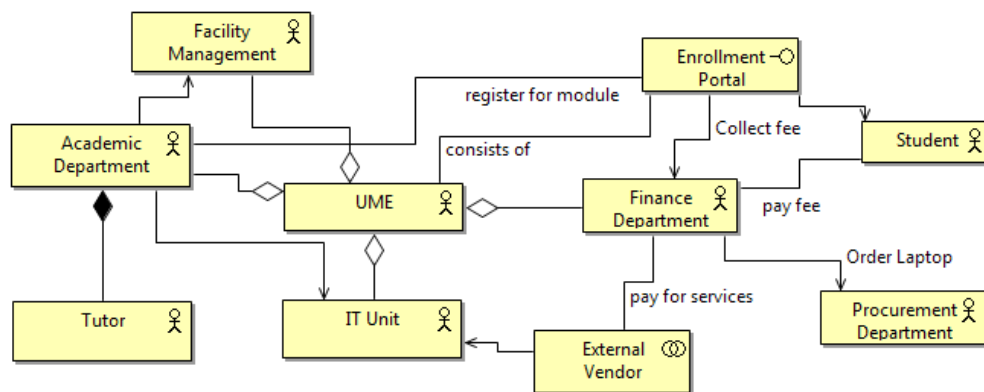 Facility
Management
Enrollment
Portal
register for module
Academic
Department
Collect fee
Student
consists of
UME
Finance
Department
pay fee
Order Laptop
pay for services
Tutor
IT Unit
Procurement
Department
External
Vendor